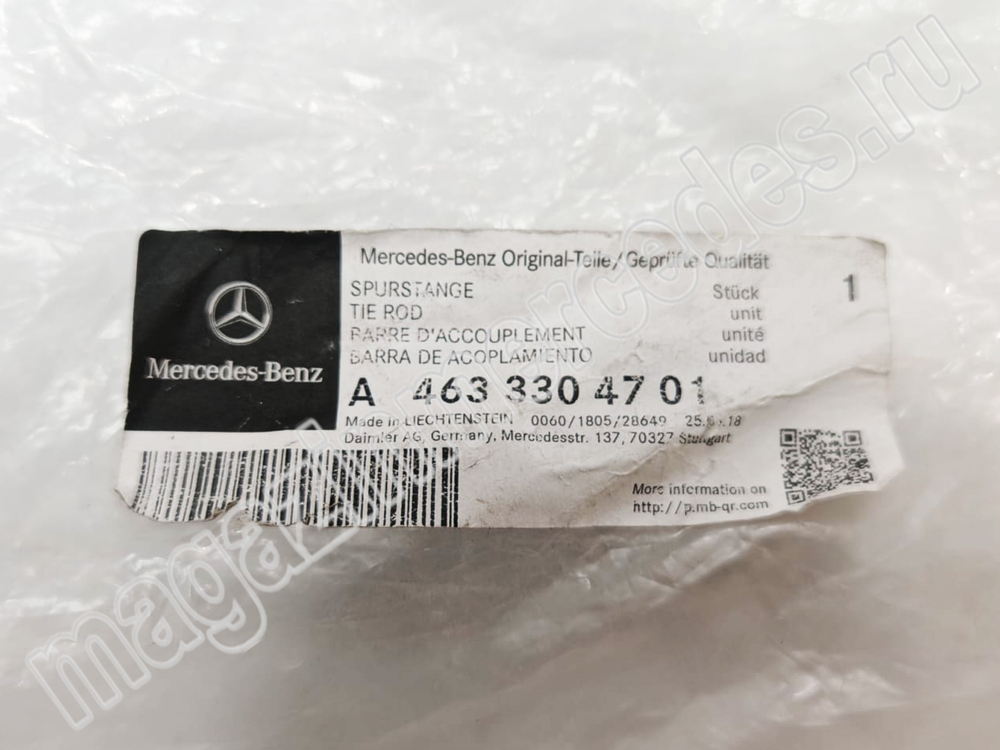 Mercedes-Benz Original-Teile/Geprüfte Qualität
SPURSTANGE Stück 1
TIE ROD unit
BARRE D'ACCOUPLEMENT unité
BARRA DE ACOPLAMIENTO unidad
Mercedes-Benz
A 463 330 47 01
Made in LIECHTENSTEIN 0060/1805/28649
Daimler AG, Germany, Mercedesstr. 137, 70327 Stuttgart
More information on
http://p.mb-qr.com
magazinmercedes.ru